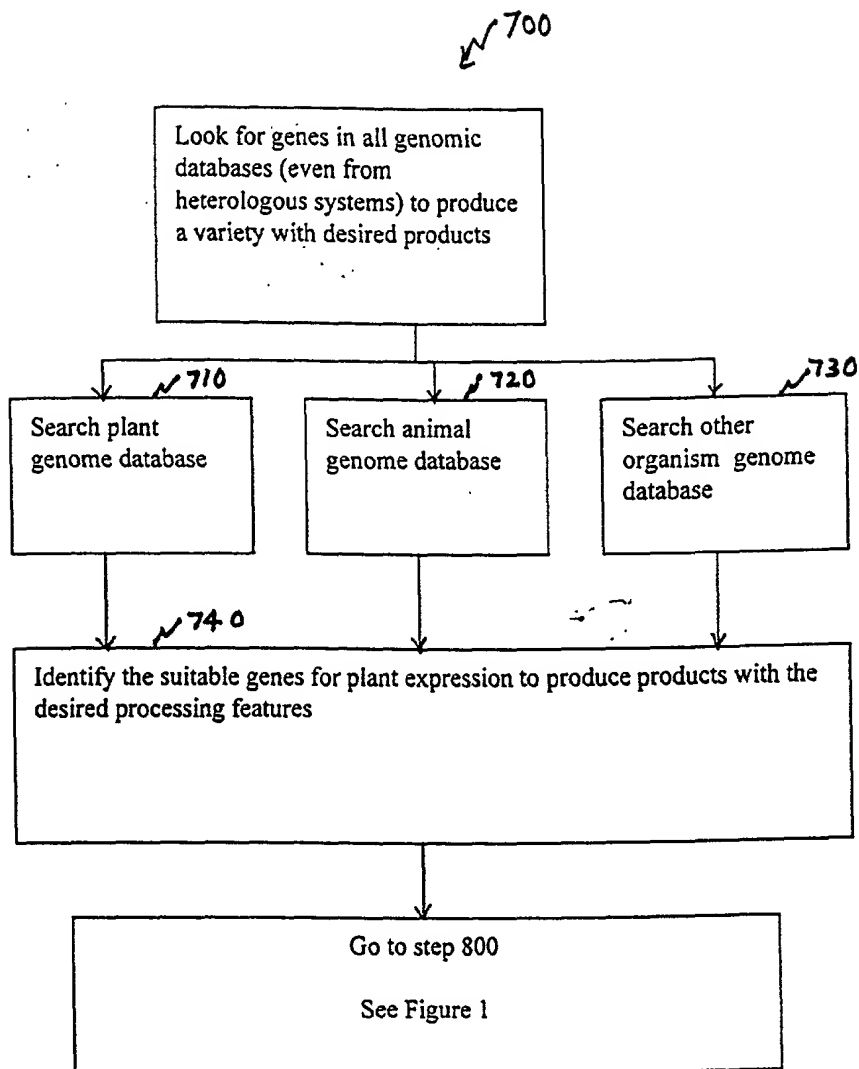 700
Look for genes in all genomic
databases (even from
heterologous systems) to produce
a variety with desired products
710
720
730
Search plant
genome database
Search animal
genome database
Search other
organism genome
database
740
Identify the suitable genes for plant expression to produce products with the
desired processing features
Go to step 800
See Figure 1